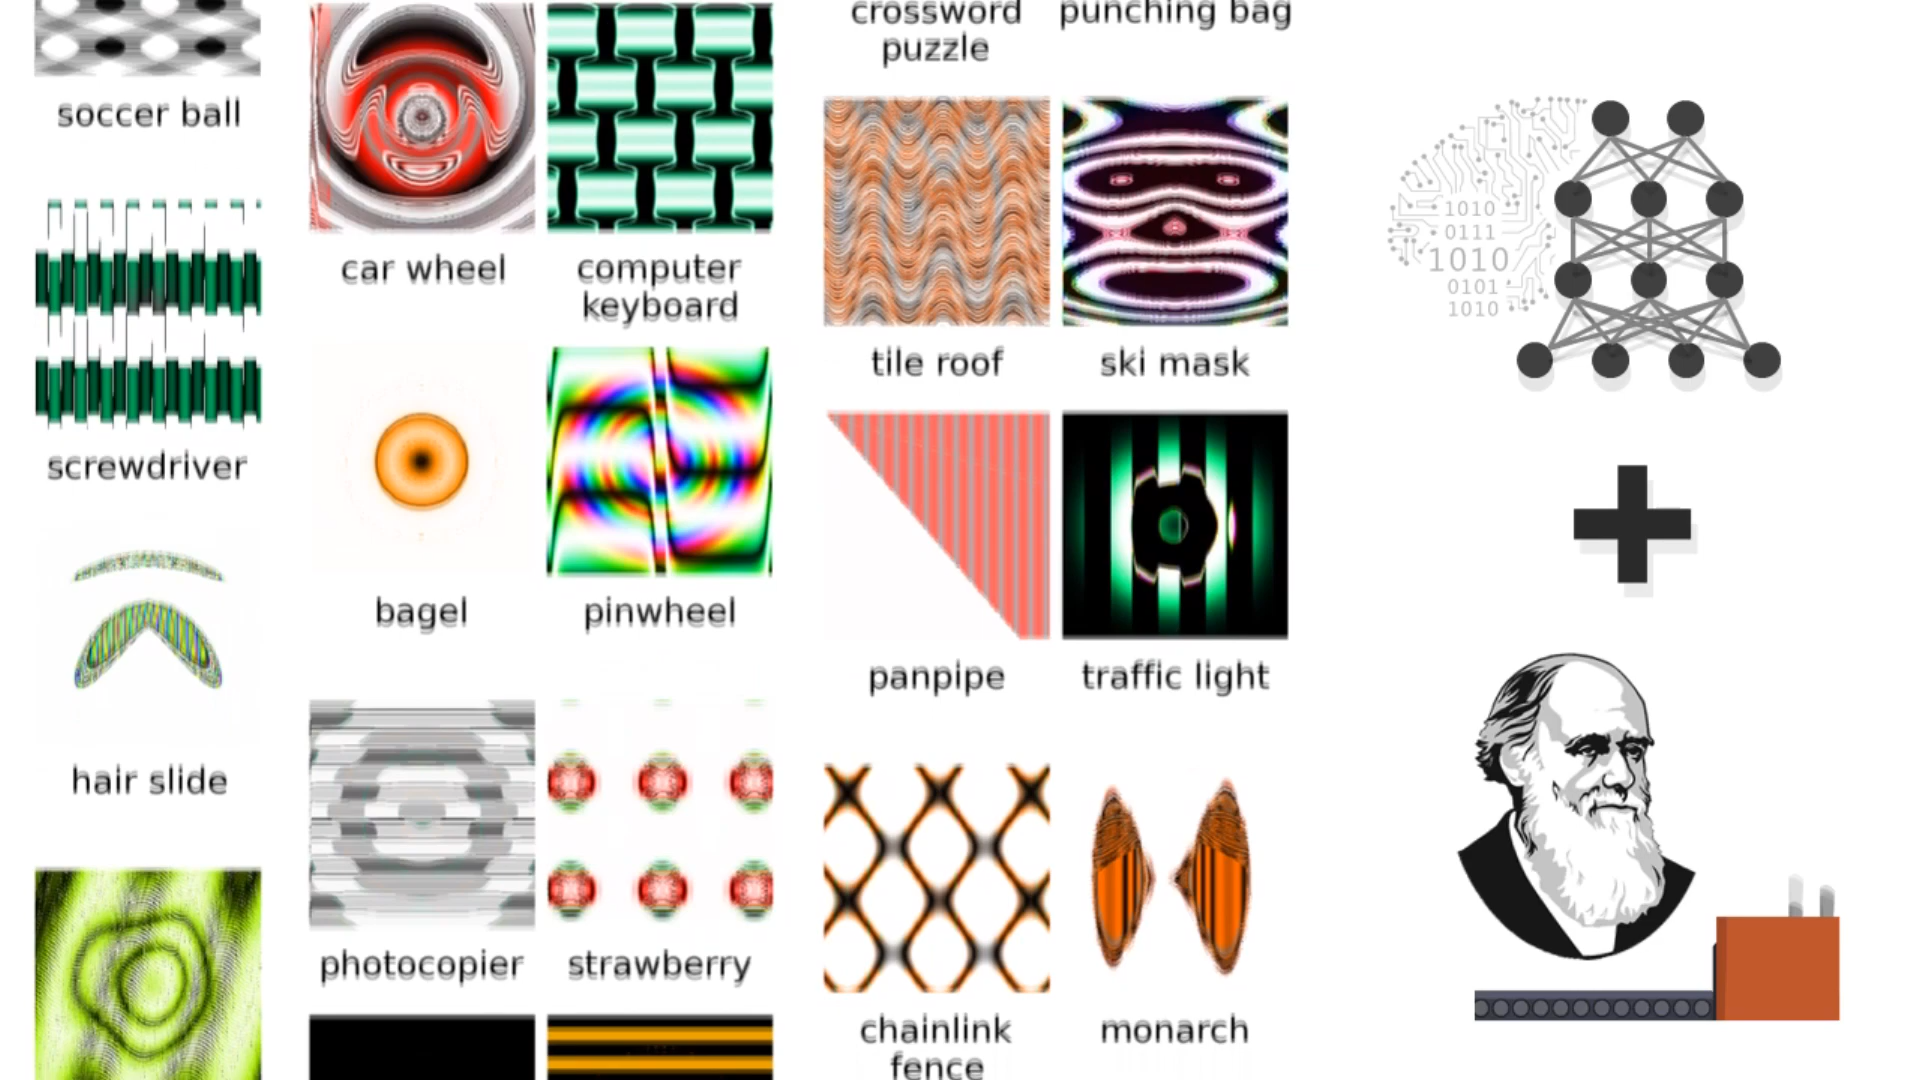 soccer ball
screwdriver
hair slide
car wheel
computer
keyboard
bagel
pinwheel
photocopier
strawberry
crossword
puzzle
punching bag
tile roof
ski mask
panpipe
traffic light
chainlink
fence
monarch
1010
0111
1010
0101
1010